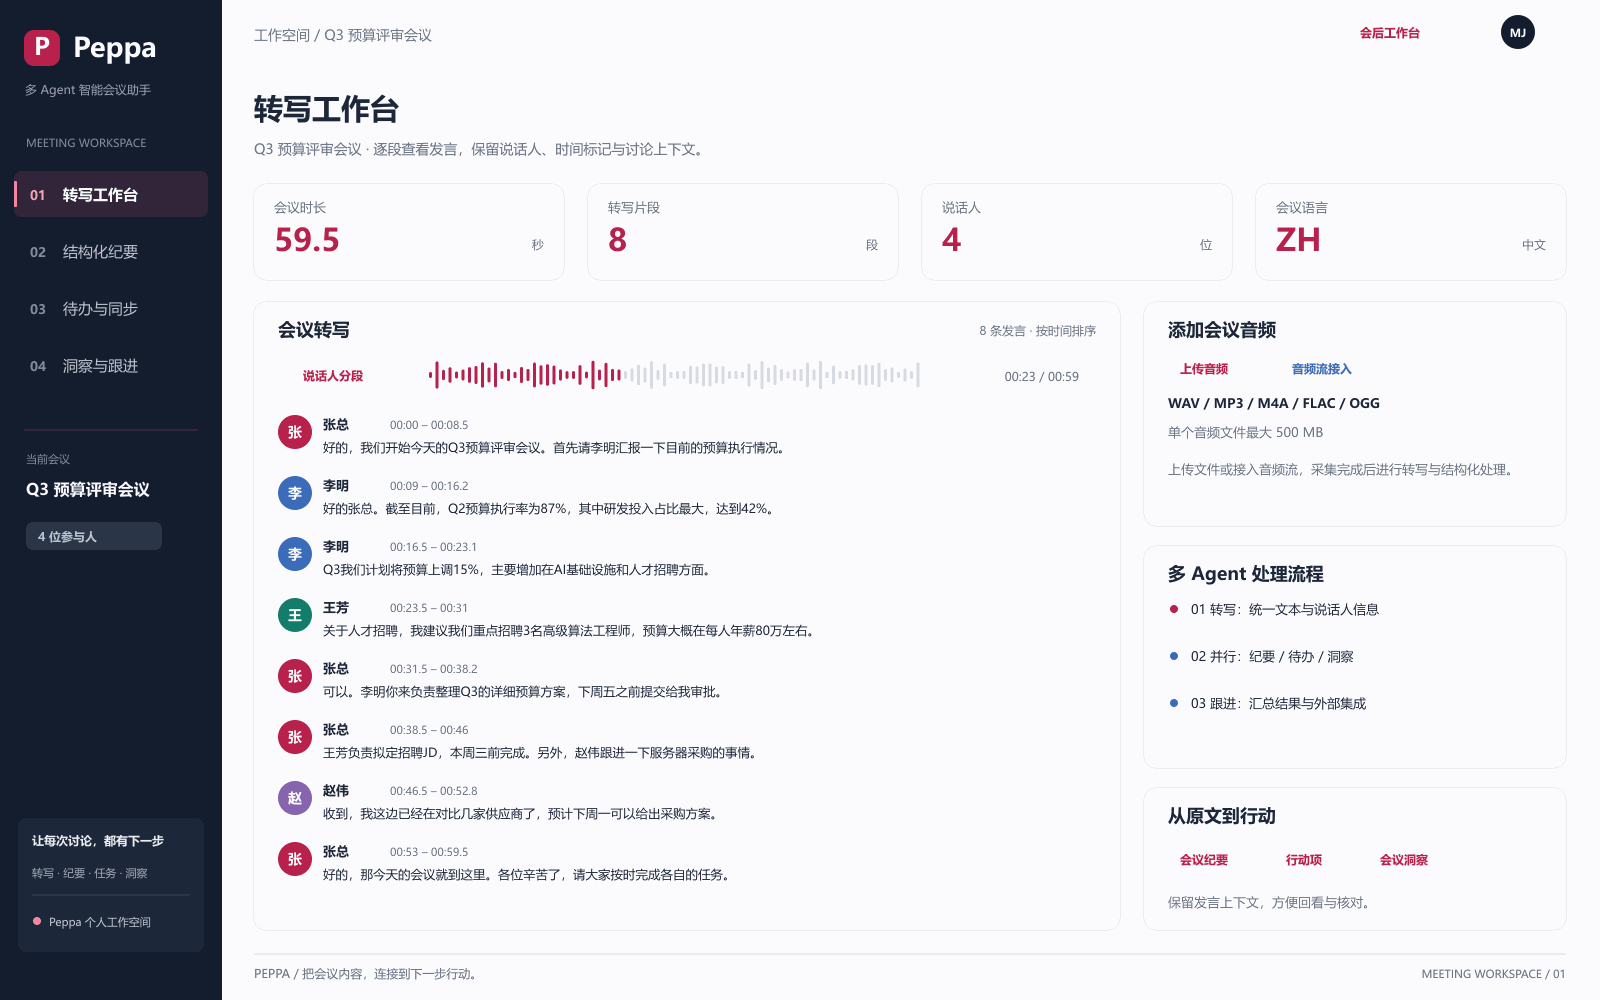 P Peppa
多 Agent 智能会议助手
MEETING WORKSPACE
01 转写工作台
02 结构化纪要
03 待办与同步
04 洞察与跟进
当前会议
Q3 预算评审会议
4 位参与人
让每次讨论，都有下一步
转写 · 纪要 · 任务 · 洞察
Peppa 个人工作空间
工作空间 / Q3 预算评审会议
会后工作台
MJ
转写工作台
Q3 预算评审会议 · 逐段查看发言，保留说话人、时间标记与讨论上下文。
会议时长
59.5 秒
转写片段
8 段
说话人
4 位
会议语言
ZH 中文
会议转写
8 条发言 · 按时间排序
说话人分段
00:23 / 00:59
张 张总 00:00 – 00:08.5
好的，我们开始今天的Q3预算评审会议。首先请李明汇报一下目前的预算执行情况。
李 李明 00:09 – 00:16.2
好的张总。截至目前，Q2预算执行率为87%，其中研发投入占比最大，达到42%。
李 李明 00:16.5 – 00:23.1
Q3我们计划将预算上调15%，主要增加在AI基础设施和人才招聘方面。
王 王芳 00:23.5 – 00:31
关于人才招聘，我建议我们重点招聘3名高级算法工程师，预算大概在每人年薪80万左右。
张 张总 00:31.5 – 00:38.2
可以。李明你来负责整理Q3的详细预算方案，下周五之前提交给我审批。
张 张总 00:38.5 – 00:46
王芳负责拟定招聘JD，本周三前完成。另外，赵伟跟进一下服务器采购的事情。
赵 赵伟 00:46.5 – 00:52.8
收到，我这边已经在对比几家供应商了，预计下周一可以给出采购方案。
张 张总 00:53 – 00:59.5
好的，那今天的会议就到这里。各位辛苦了，请大家按时完成各自的任务。
添加会议音频
上传音频 音频流接入
WAV / MP3 / M4A / FLAC / OGG
单个音频文件最大 500 MB
上传文件或接入音频流，采集完成后进行转写与结构化处理。
多 Agent 处理流程
01 转写：统一文本与说话人信息
02 并行：纪要 / 待办 / 洞察
03 跟进：汇总结果与外部集成
从原文到行动
会议纪要 行动项 会议洞察
保留发言上下文，方便回看与核对。
PEPPA / 把会议内容，连接到下一步行动。
MEETING WORKSPACE / 01